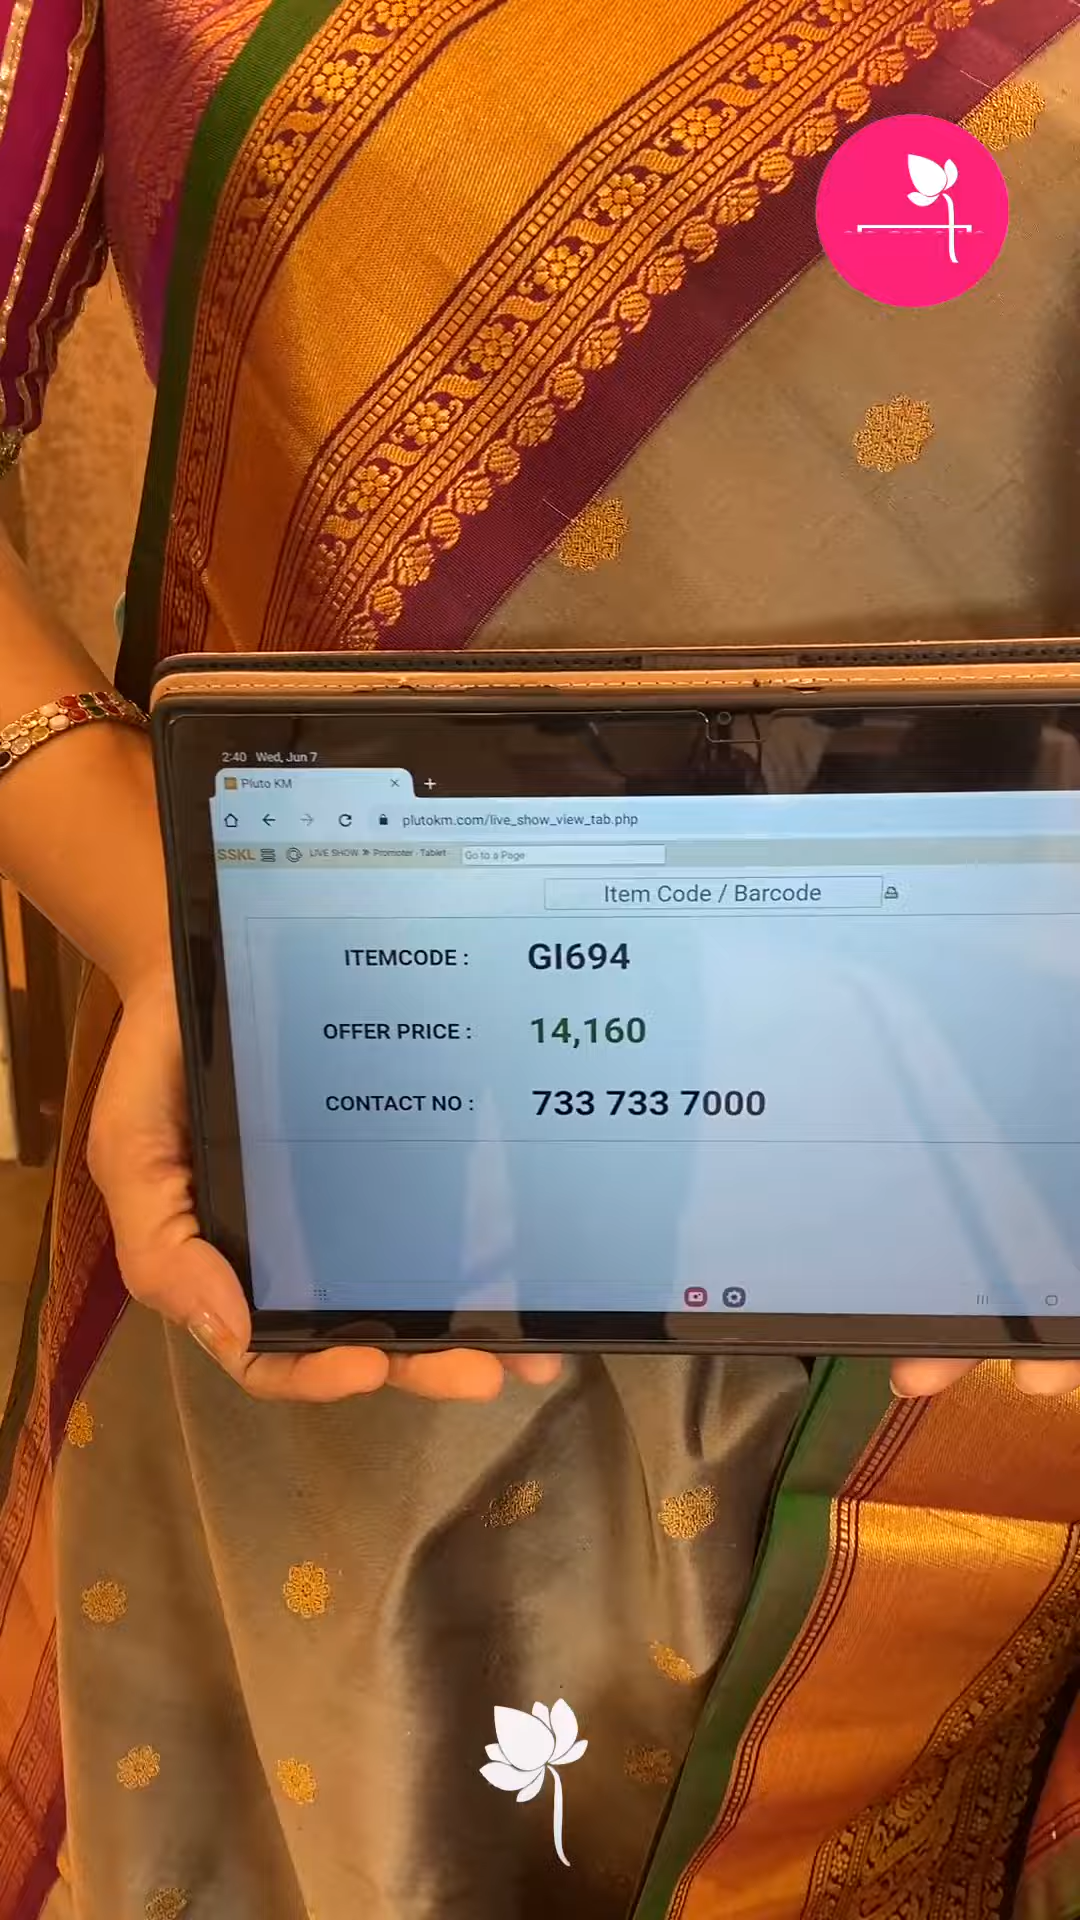 2:40 Wed, Jun 7
Pluto KM
plutokm.com/live_show_view_tab.php
SSKL LIVE SHOW » Promoter - Tablet Go to a Page
Item Code / Barcode
ITEMCODE : GI694
OFFER PRICE : 14,160
CONTACT NO : 733 733 7000